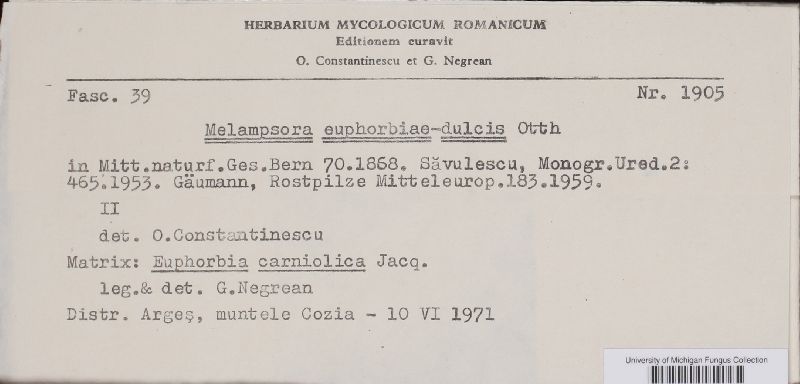 HERBARIUM MYCOLOGICUM ROMANICUM
Editionem curavit
O. Constantinescu et G. Negrean
Fasc. 39 Nr. 1905
Melampsora euphorbiae-dulcis Otth
in Mitt.naturf.Ges.Bern 70.1868. Săvulescu, Monogr.Ured.2:
465.1953. Gäumann, Rostpilze Mitteleurop.183.1959.
II
det. O.Constantinescu
Matrix: Euphorbia carniolica Jacq.
leg.& det. G.Negrean
Distr. Argeş, muntele Cozia - 10 VI 1971
University of Michigan Fungus Collection